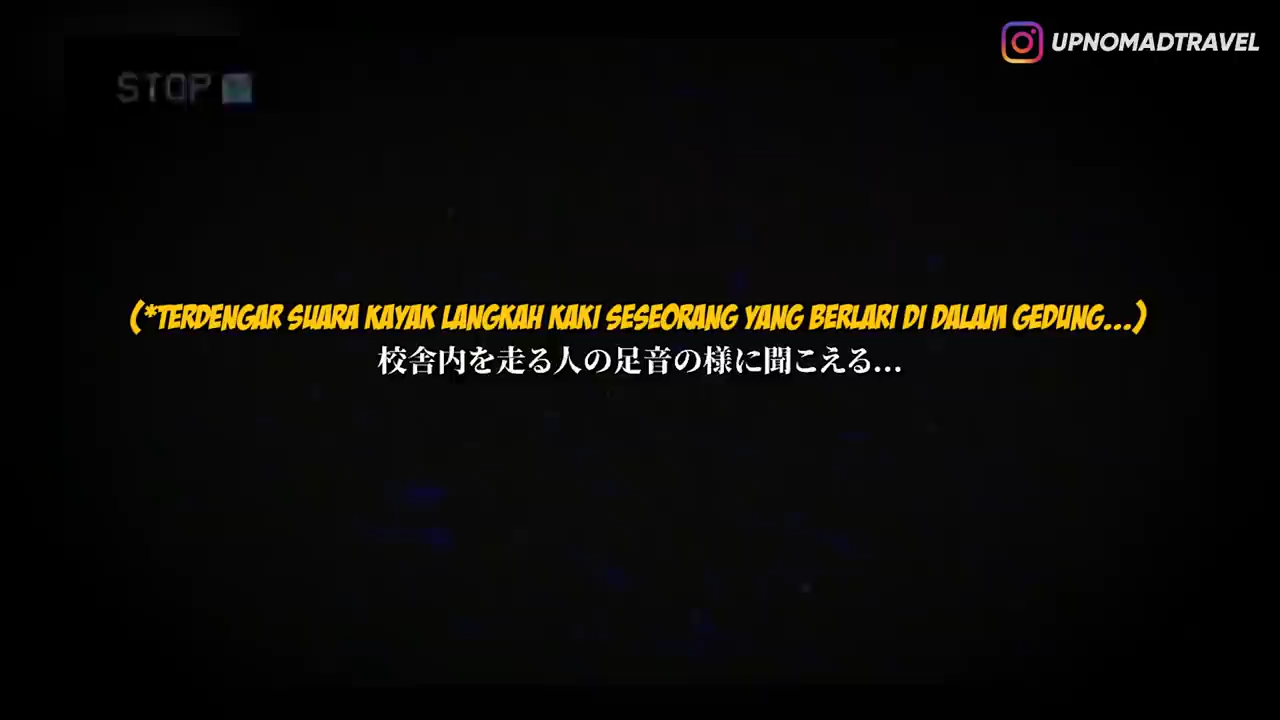 UPNOMADTRAVEL
STOP
(*TERDENGAR SUARA KAYAK LANGKAH KAKI SESEORANG YANG BERLARI DI DALAM GEDUNG...)
校舎内を走る人の足音の様に聞こえる...